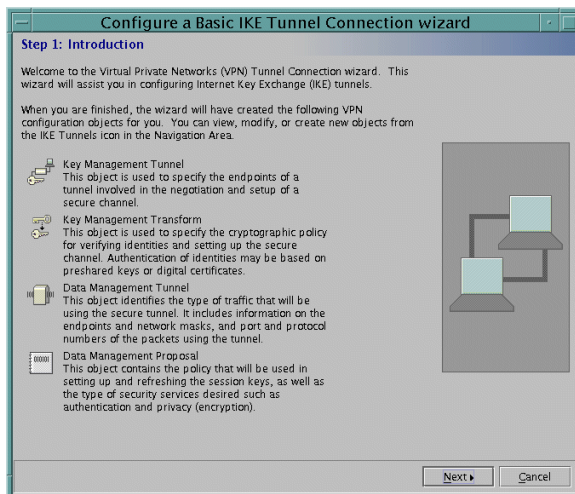 Configure a Basic IKE Tunnel Connection wizard
Step 1: Introduction
Welcome to the Virtual Private Networks (VPN) Tunnel Connection wizard. This
wizard will assist you in configuring Internet Key Exchange (IKE) tunnels.
When you are finished, the wizard will have created the following VPN
configuration objects for you. You can view, modify, or create new objects from
the IKE Tunnels icon in the Navigation Area.
Key Management Tunnel
This object is used to specify the endpoints of a
tunnel involved in the negotiation and setup of a
secure channel.
Key Management Transform
This object is used to specify the cryptographic policy
for verifying identities and setting up the secure
channel. Authentication of identities may be based on
preshared keys or digital certificates.
Data Management Tunnel
This object identifies the type of traffic that will be
using the secure tunnel. It includes information on the
endpoints and network masks, and port and protocol
numbers of the packets using the tunnel.
Data Management Proposal
This object contains the policy that will be used in
setting up and refreshing the session keys, as well as
the type of security services desired such as
authentication and privacy (encryption).
Next
Cancel